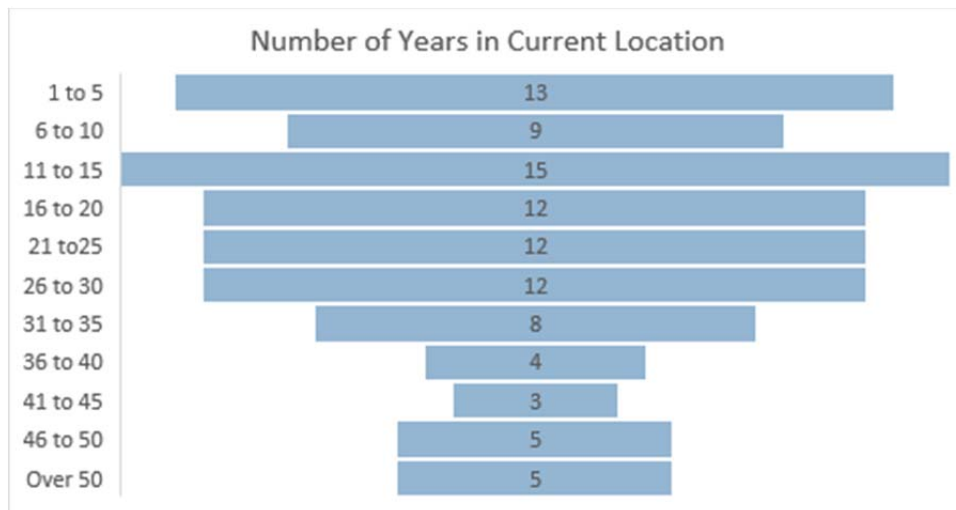 Number of Years in Current Location
1 to 5 13
6 to 10 9
11 to 15 15
16 to 20 12
21 to25 12
26 to 30 12
31 to 35 8
36 to 40 4
41 to 45 3
46 to 50 5
Over 50 5